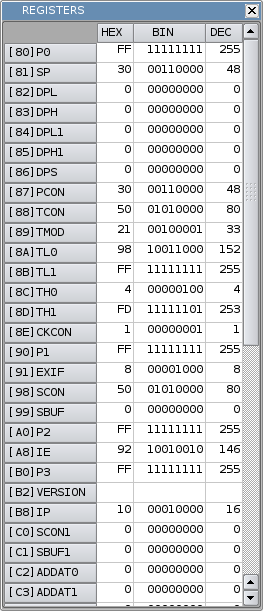 REGISTERS
HEX BIN DEC
[80]P0 FF 11111111 255
[81]SP 30 00110000 48
[82]DPL 0 00000000 0
[83]DPH 0 00000000 0
[84]DPL1 0 00000000 0
[85]DPH1 0 00000000 0
[86]DPS 0 00000000 0
[87]PCON 30 00110000 48
[88]TCON 50 01010000 80
[89]TMOD 21 00100001 33
[8A]TL0 98 10011000 152
[8B]TL1 FF 11111111 255
[8C]TH0 4 00000100 4
[8D]TH1 FD 11111101 253
[8E]CKCON 1 00000001 1
[90]P1 FF 11111111 255
[91]EXIF 8 00001000 8
[98]SCON 50 01010000 80
[99]SBUF 0 00000000 0
[A0]P2 FF 11111111 255
[A8]IE 92 10010010 146
[B0]P3 FF 11111111 255
[B2]VERSION
[B8]IP 10 00010000 16
[C0]SCON1 0 00000000 0
[C1]SBUF1 0 00000000 0
[C2]ADDAT0 0 00000000 0
[C3]ADDAT1 0 00000000 0